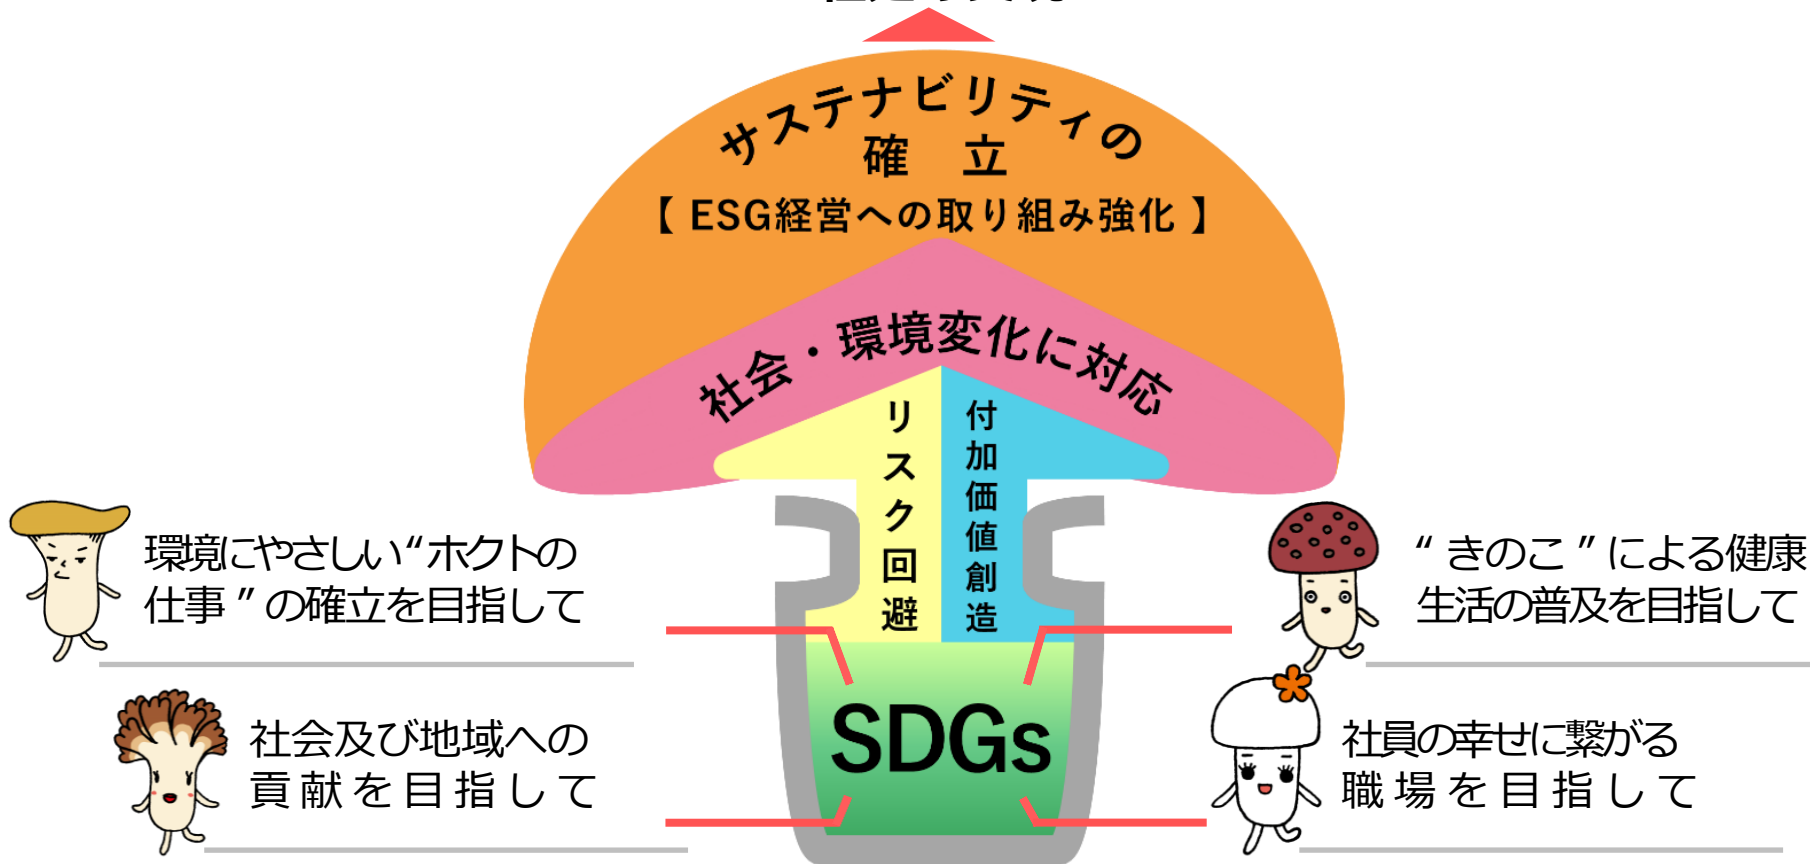 サステナビリティの
確 立
【 ESG経営への取り組み強化 】
社会・環境変化に対応
リスク回避
付加価値創造
環境にやさしい“ホクトの
仕事 ” の確立を目指して
“ きのこ ” による健康
生活の普及を目指して
SDGs
社会及び地域への
貢献を目指して
社員の幸せに繋がる
職場を目指して